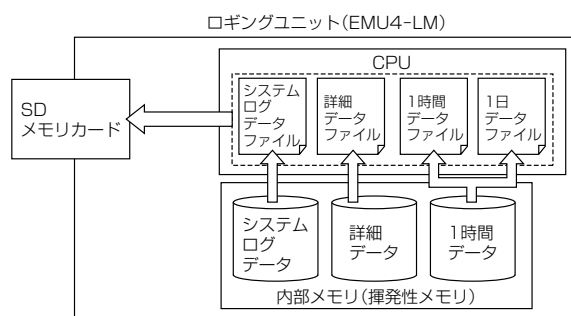 ロギングユニット(EMU4-LM)
CPU
SD
メモリカード
システム
ログ
データ
ファイル
詳細
データ
ファイル
1時間
データ
ファイル
1日
データ
ファイル
システム
ログ
データ
詳細
データ
1時間
データ
内部メモリ(揮発性メモリ)